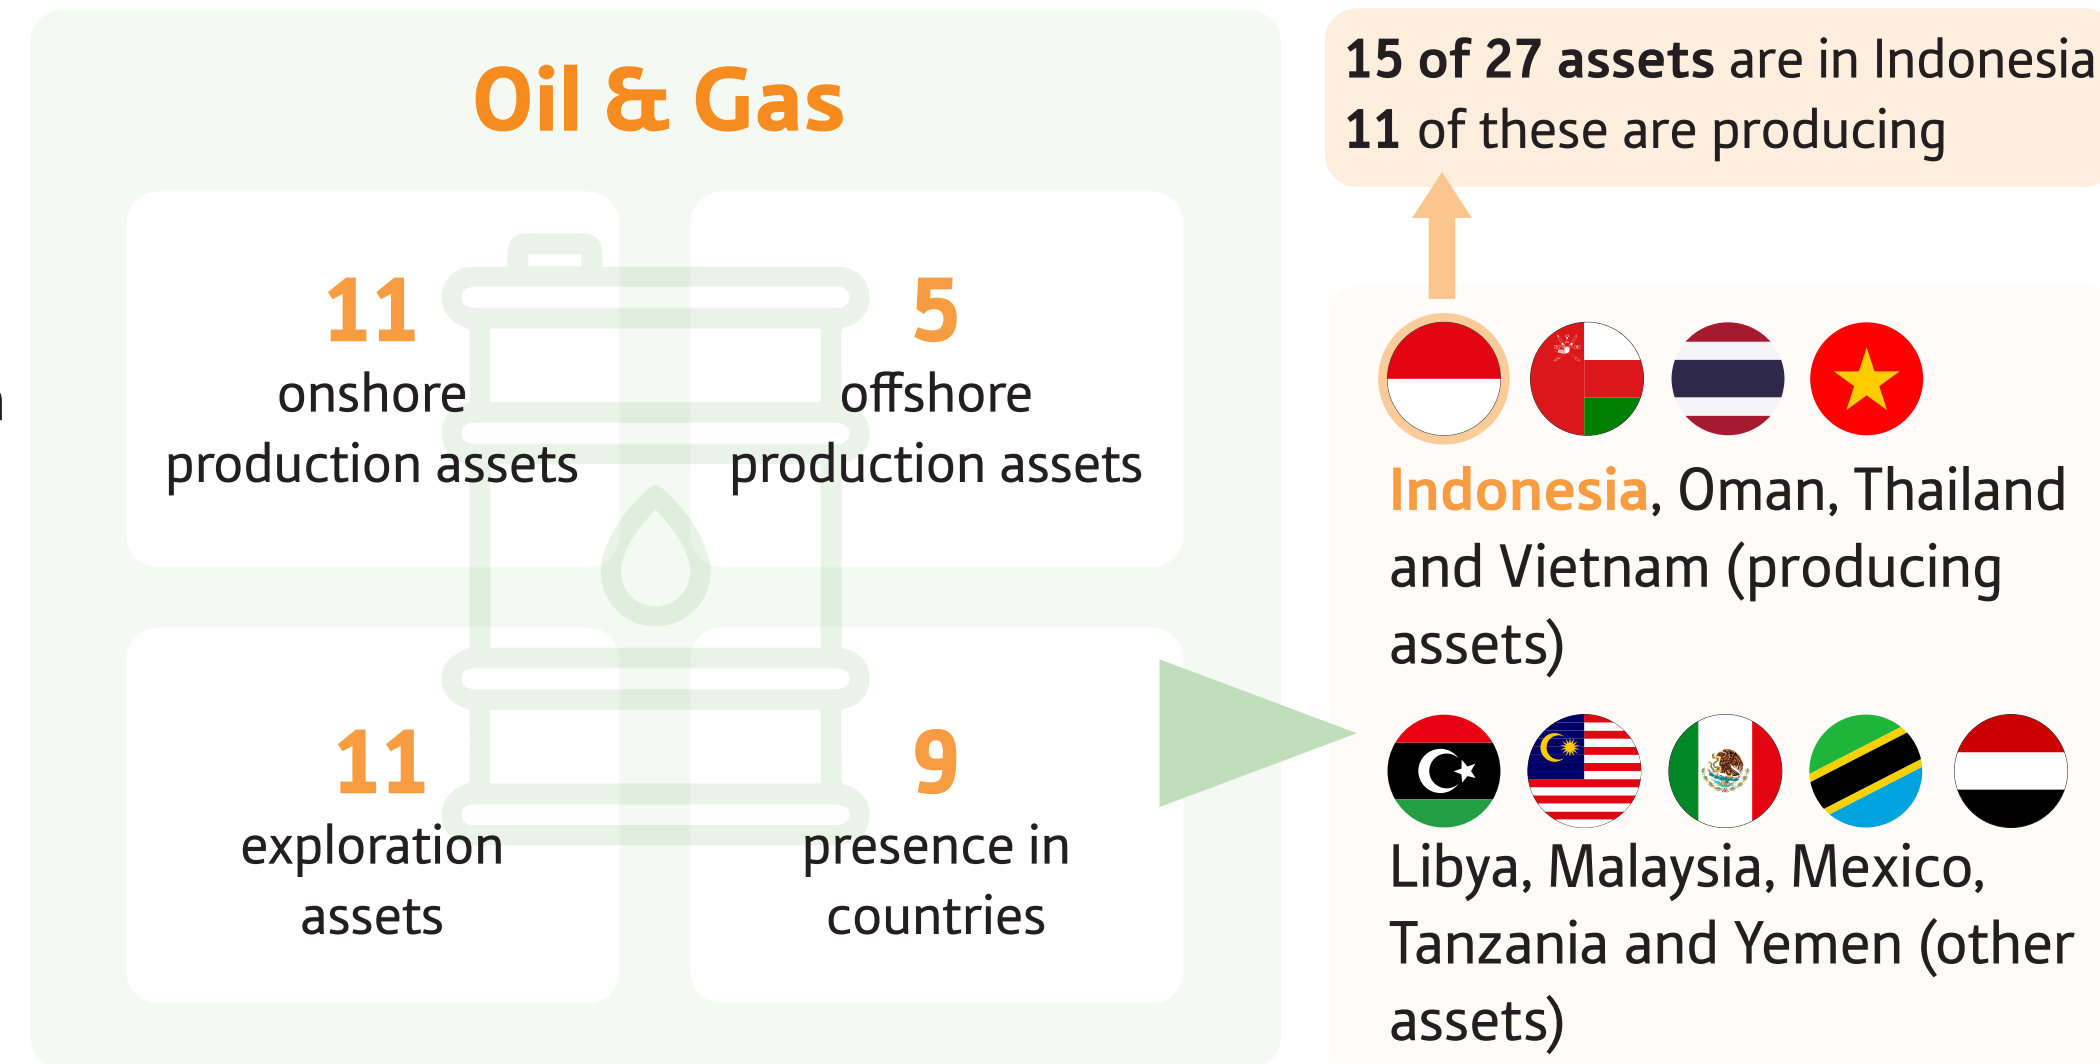 Oil & Gas
11
onshore
production assets
5
offshore
production assets
11
exploration
assets
9
presence in
countries
15 of 27 assets are in Indonesia
11 of these are producing
Indonesia, Oman, Thailand
and Vietnam (producing
assets)
Libya, Malaysia, Mexico,
Tanzania and Yemen (other
assets)